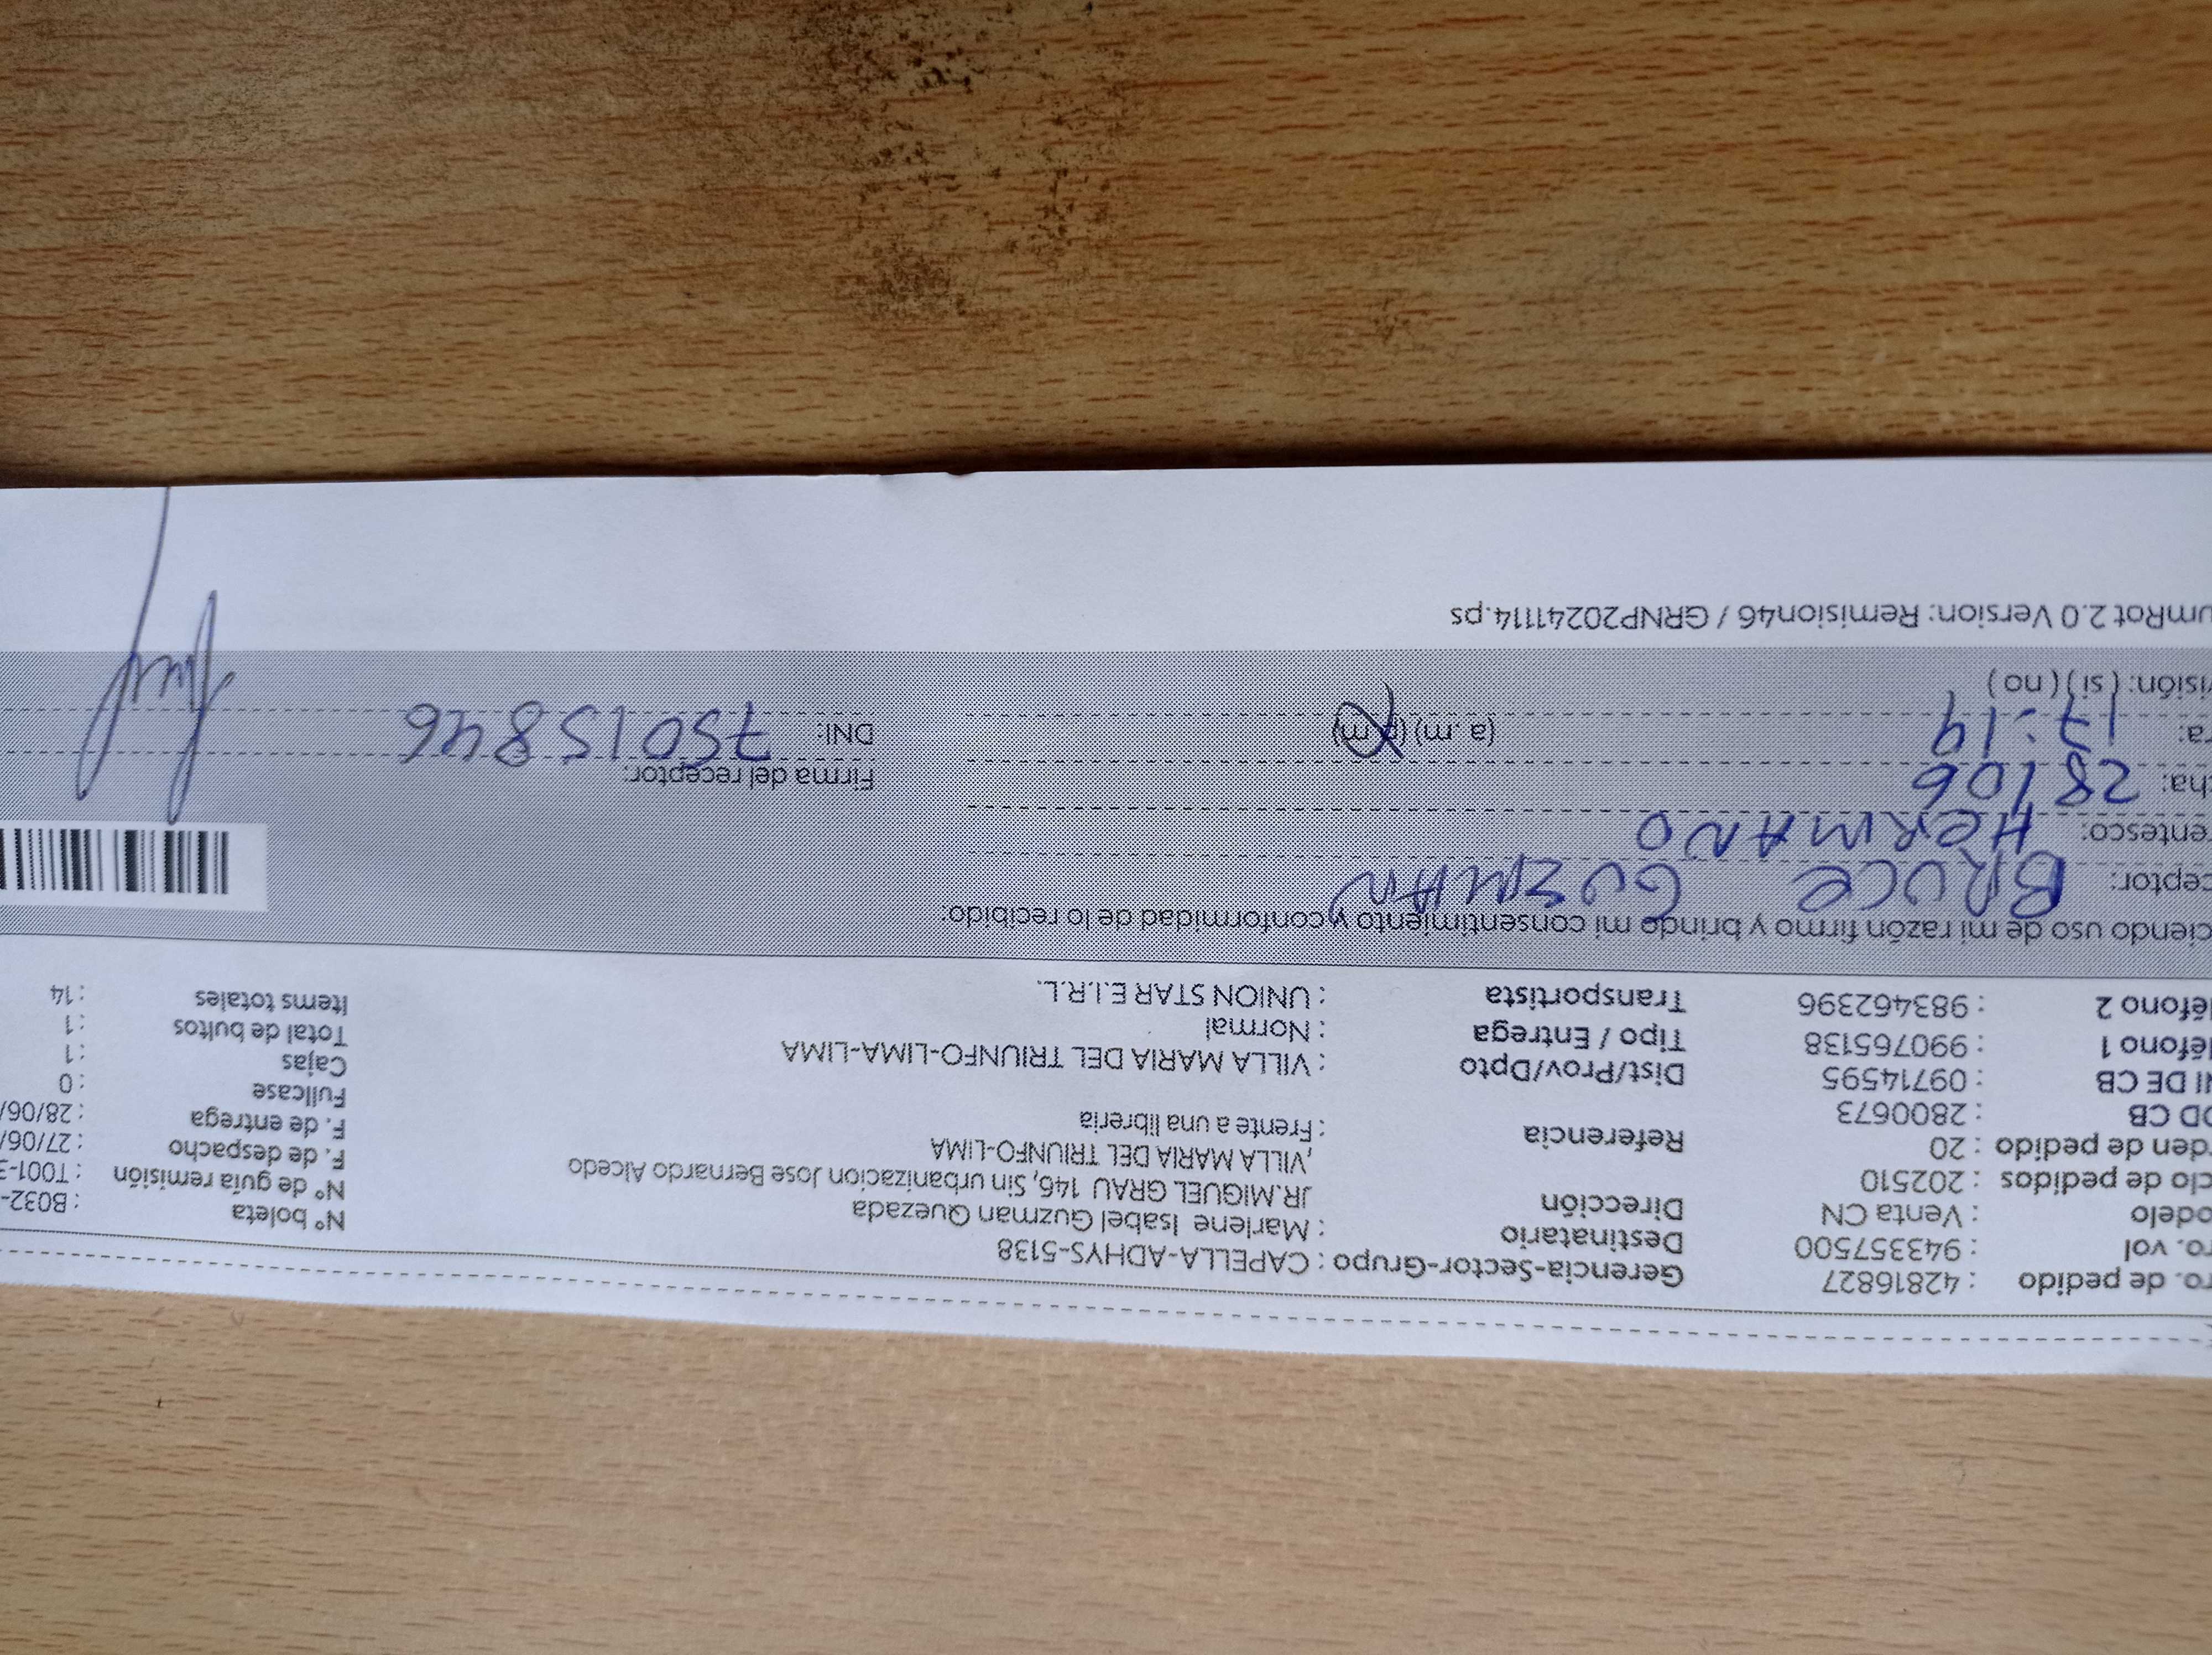 ro. de pedido : 42816827 Gerencia-Sector-Grupo : CAPELLA-ADHYS-5138 N° boleta : B032-
ro. vol : 943357500 Destinatario : Marlene Isabel Guzman Quezada N° de guía remisión : T001-3
odelo : Venta CN Dirección JR.MIGUEL GRAU 146, Sin urbanizacion Jose Bernardo Alcedo F. de despacho : 27/06/
clo de pedidos : 202510 ,VILLA MARIA DEL TRIUNFO-LIMA F. de entrega : 28/06/
rden de pedido : 20 Referencia : Frente a una libreria Fullcase : 0
OD CB : 2800673 Cajas : 1
NI DE CB : 09714595 Dist/Prov/Dpto : VILLA MARIA DEL TRIUNFO-LIMA-LIMA Total de bultos : 1
léfono 1 : 990765138 Tipo / Entrega : Normal Items totales : 14
léfono 2 : 983462396 Transportista : UNION STAR E.I.R.L.
ciendo uso de mi razón firmo y brindo mi consentimiento y conformidad de lo recibido:
ceptor: BRUCE GUZMAN
entesco: HERMANO
cha: 28/06 Firma del receptor:
ra: 17:19 (a .m) (p.m) DNI: 75015846
visión: ( si ) ( no )
umRot 2.0 Version: Remision46 / GRNP20241114.ps